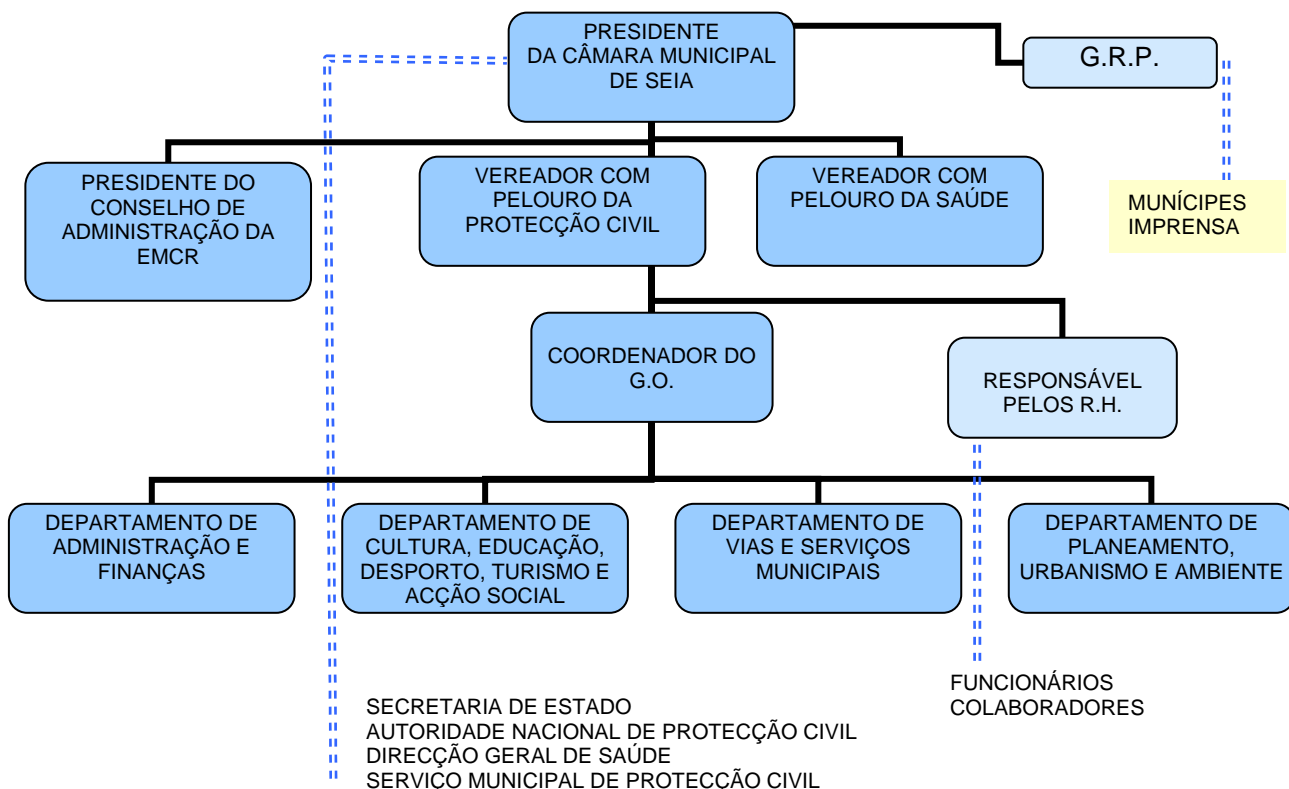 PRESIDENTE
DA CÂMARA MUNICIPAL
DE SEIA
G.R.P.
PRESIDENTE DO
CONSELHO DE
ADMINISTRAÇÃO DA
EMCR
VEREADOR COM
PELOURO DA
PROTECÇÃO CIVIL
VEREADOR COM
PELOURO DA SAÚDE
MUNÍCIPES
IMPRENSA
COORDENADOR DO
G.O.
RESPONSÁVEL
PELOS R.H.
DEPARTAMENTO DE
ADMINISTRAÇÃO E
FINANÇAS
DEPARTAMENTO DE
CULTURA, EDUCAÇÃO,
DESPORTO, TURISMO E
ACÇÃO SOCIAL
DEPARTAMENTO DE
VIAS E SERVIÇOS
MUNICIPAIS
DEPARTAMENTO DE
PLANEAMENTO,
URBANISMO E AMBIENTE
SECRETARIA DE ESTADO
AUTORIDADE NACIONAL DE PROTECÇÃO CIVIL
DIRECÇÃO GERAL DE SAÚDE
SERVIÇO MUNICIPAL DE PROTECÇÃO CIVIL
FUNCIONÁRIOS
COLABORADORES